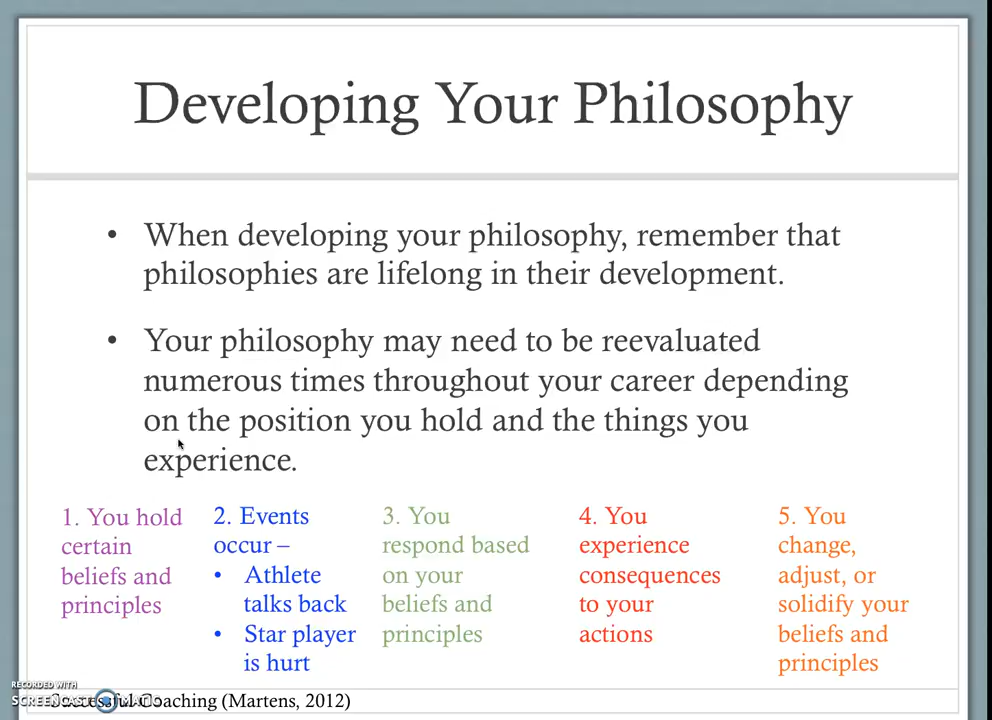 Developing Your Philosophy
• When developing your philosophy, remember that
philosophies are lifelong in their development.
• Your philosophy may need to be reevaluated
numerous times throughout your career depending
on the position you hold and the things you
experience.
1. You hold
certain
beliefs and
principles
2. Events
occur –
• Athlete
talks back
• Star player
is hurt
3. You
respond based
on your
beliefs and
principles
4. You
experience
consequences
to your
actions
5. You
change,
adjust, or
solidify your
beliefs and
principles
RECORDED WITH
SCREENCAST-O-MATIC
Successful Coaching (Martens, 2012)